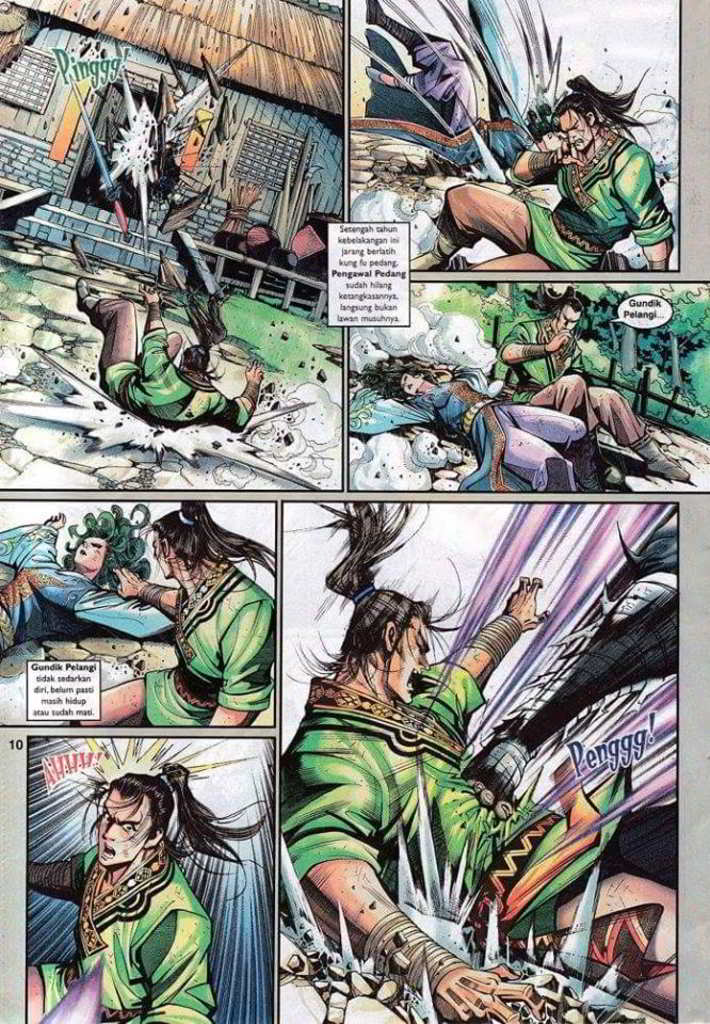 Pinggg!
Setengah tahun
kebelakangan ini
jarang berlatih
kung fu pedang,
Pengawal Pedang
sudah hilang
ketangkasannya,
langsung bukan
lawan musuhnya.
Gundik
Pelangi...
Gundik Pelangi
tidak sedarkan
diri, belum pasti
masih hidup
atau sudah mati.
10
AHHH!
Penggg!